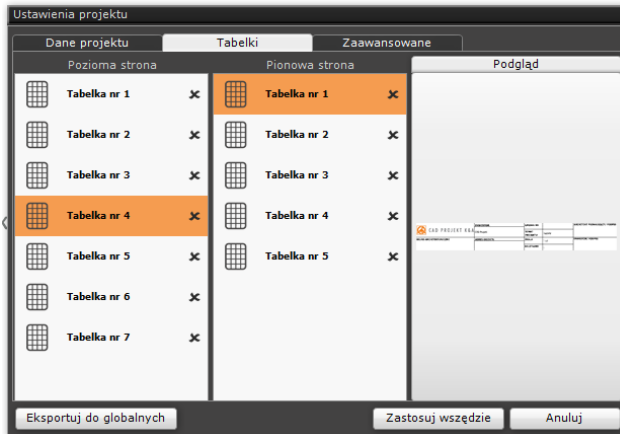 Ustawienia projektu
Dane projektu Tabelki Zaawansowane
Pozioma strona Pionowa strona Podgląd
Tabelka nr 1 Tabelka nr 1
Tabelka nr 2 Tabelka nr 2
Tabelka nr 3 Tabelka nr 3
Tabelka nr 4 Tabelka nr 4
CAD PROJEKT K&A
Tabelka nr 5 Tabelka nr 5
Tabelka nr 6
Tabelka nr 7
Eksportuj do globalnych Zastosuj wszędzie Anuluj